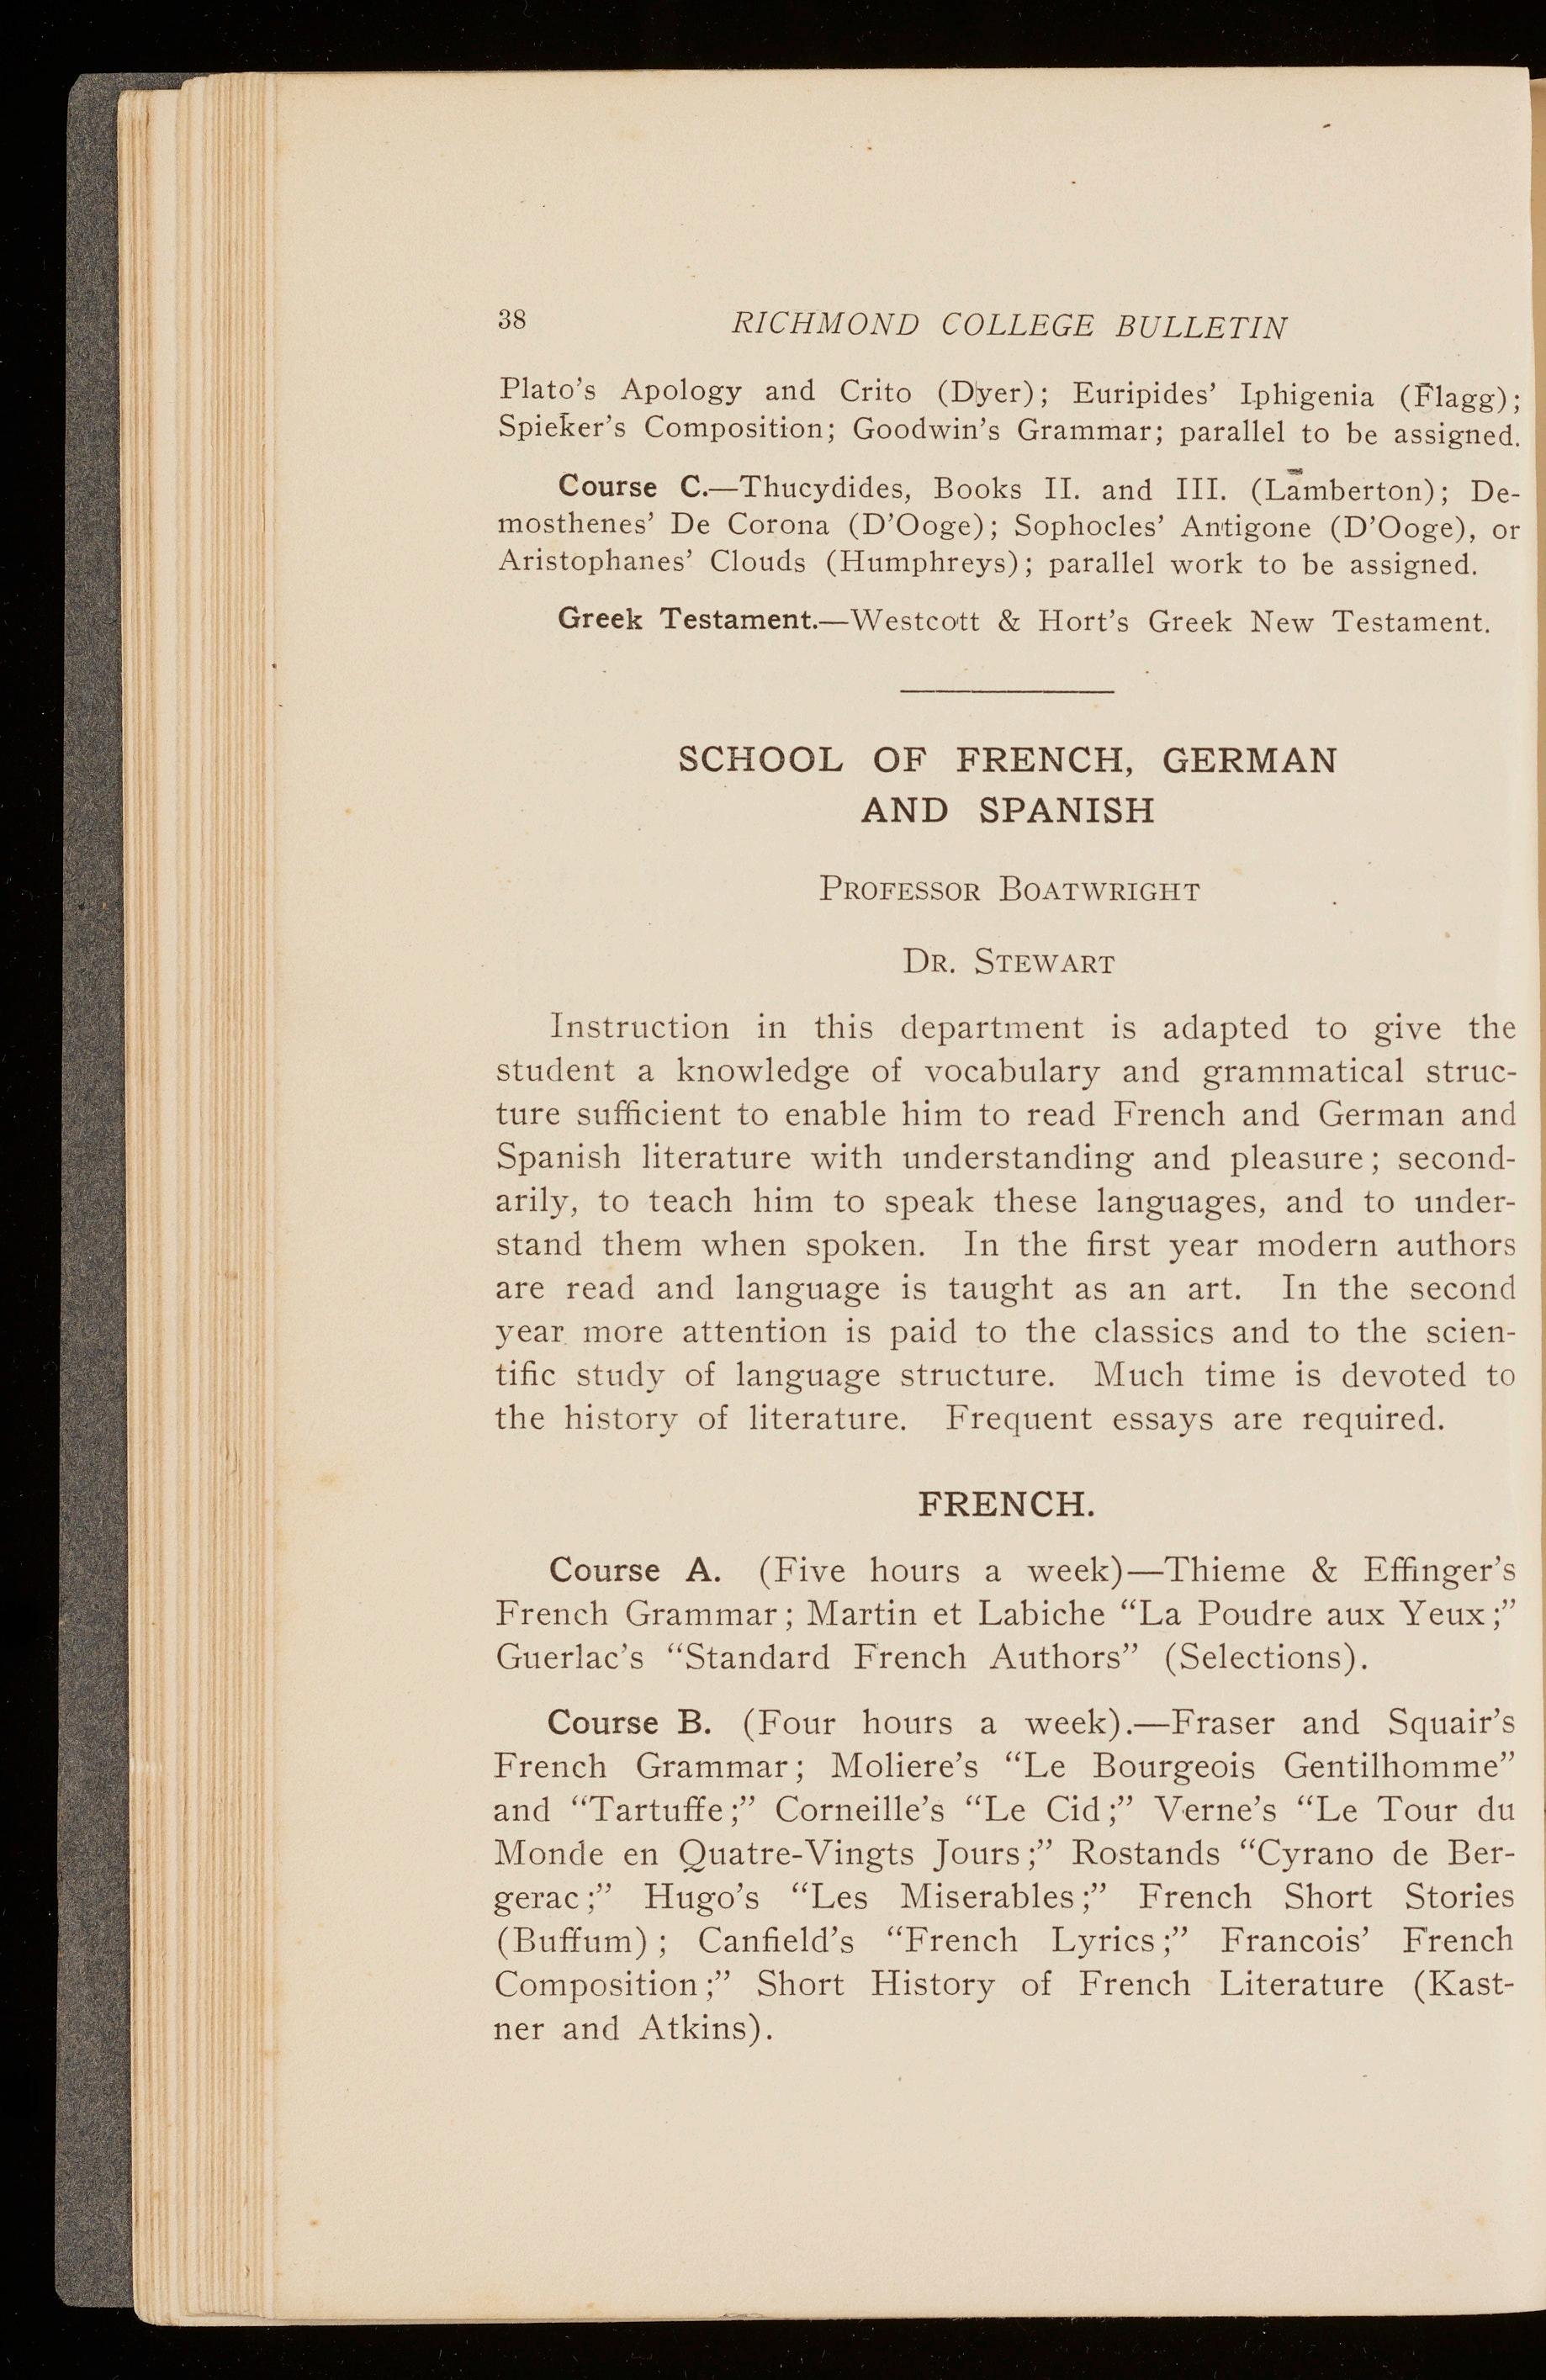 38 RICHMOND COLLEGE BULLETIN
Plato's Apology and Crito (Dyer); Euripides' Iphigenia (Flagg);
Spieker's Composition; Goodwin's Grammar; parallel to be assigned.
Course C.—Thucydides, Books II. and III. (Lamberton); De-
mosthenes' De Corona (D'Ooge); Sophocles' Antigone (D'Ooge), or
Aristophanes' Clouds (Humphreys); parallel work to be assigned.
Greek Testament.—Westcott & Hort's Greek New Testament.
SCHOOL OF FRENCH, GERMAN
AND SPANISH
PROFESSOR BOATWRIGHT
DR. STEWART
Instruction in this department is adapted to give the
student a knowledge of vocabulary and grammatical struc-
ture sufficient to enable him to read French and German and
Spanish literature with understanding and pleasure; second-
arily, to teach him to speak these languages, and to under-
stand them when spoken. In the first year modern authors
are read and language is taught as an art. In the second
year more attention is paid to the classics and to the scien-
tific study of language structure. Much time is devoted to
the history of literature. Frequent essays are required.
FRENCH.
Course A. (Five hours a week)—Thieme & Effinger's
French Grammar; Martin et Labiche "La Poudre aux Yeux;"
Guerlac's "Standard French Authors" (Selections).
Course B. (Four hours a week).—Fraser and Squair's
French Grammar; Moliere's "Le Bourgeois Gentilhomme"
and "Tartuffe;" Corneille's "Le Cid;" Verne's "Le Tour du
Monde en Quatre-Vingts Jours;" Rostands "Cyrano de Ber-
gerac;" Hugo's "Les Miserables;" French Short Stories
(Buffum); Canfield's "French Lyrics;" Francois' French
Composition;" Short History of French Literature (Kast-
ner and Atkins).